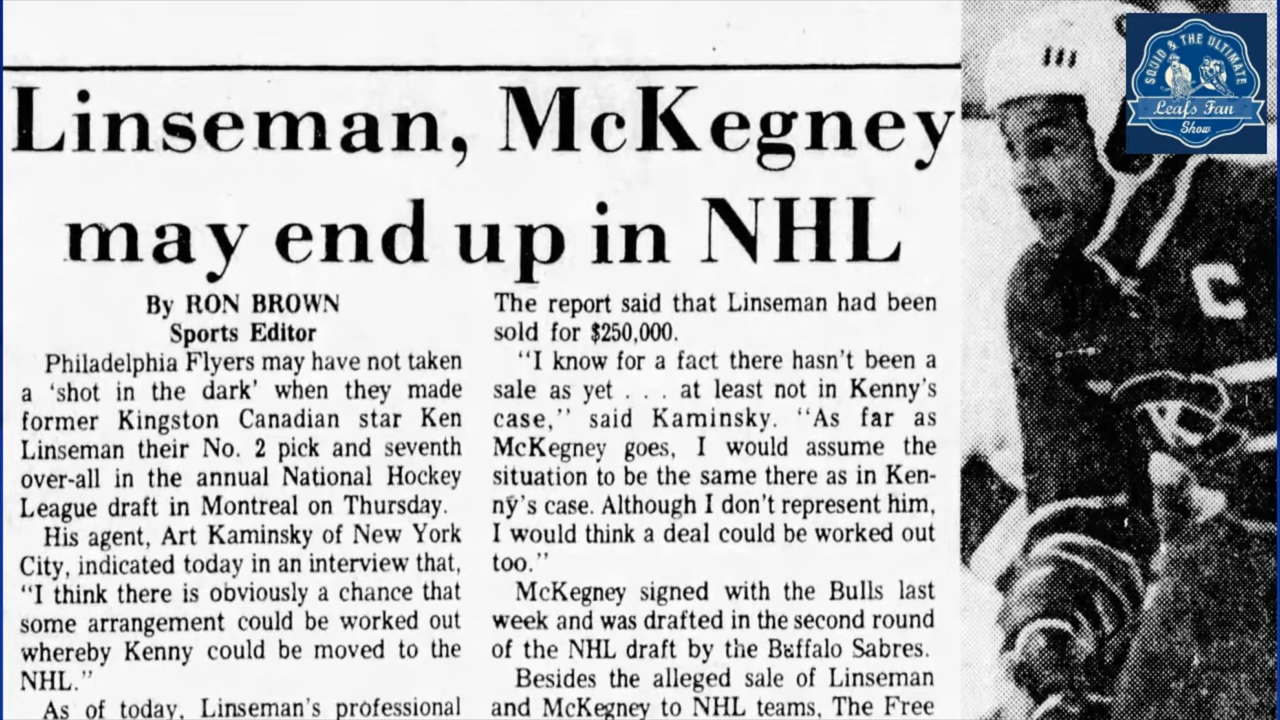 Linseman, McKegney
may end up in NHL
By RON BROWN
Sports Editor
Philadelphia Flyers may have not taken
a 'shot in the dark' when they made
former Kingston Canadian star Ken
Linseman their No. 2 pick and seventh
over-all in the annual National Hockey
League draft in Montreal on Thursday.
His agent, Art Kaminsky of New York
City, indicated today in an interview that,
"I think there is obviously a chance that
some arrangement could be worked out
whereby Kenny could be moved to the
NHL."
As of today, Linseman's professional
The report said that Linseman had been
sold for $250,000.
"I know for a fact there hasn't been a
sale as yet . . . at least not in Kenny's
case," said Kaminsky. "As far as
McKegney goes, I would assume the
situation to be the same there as in Ken-
ny's case. Although I don't represent him,
I would think a deal could be worked out
too."
McKegney signed with the Bulls last
week and was drafted in the second round
of the NHL draft by the Buffalo Sabres.
Besides the alleged sale of Linseman
and McKegney to NHL teams, The Free
C
SQUID & THE ULTIMATE
Leafs Fan
Show